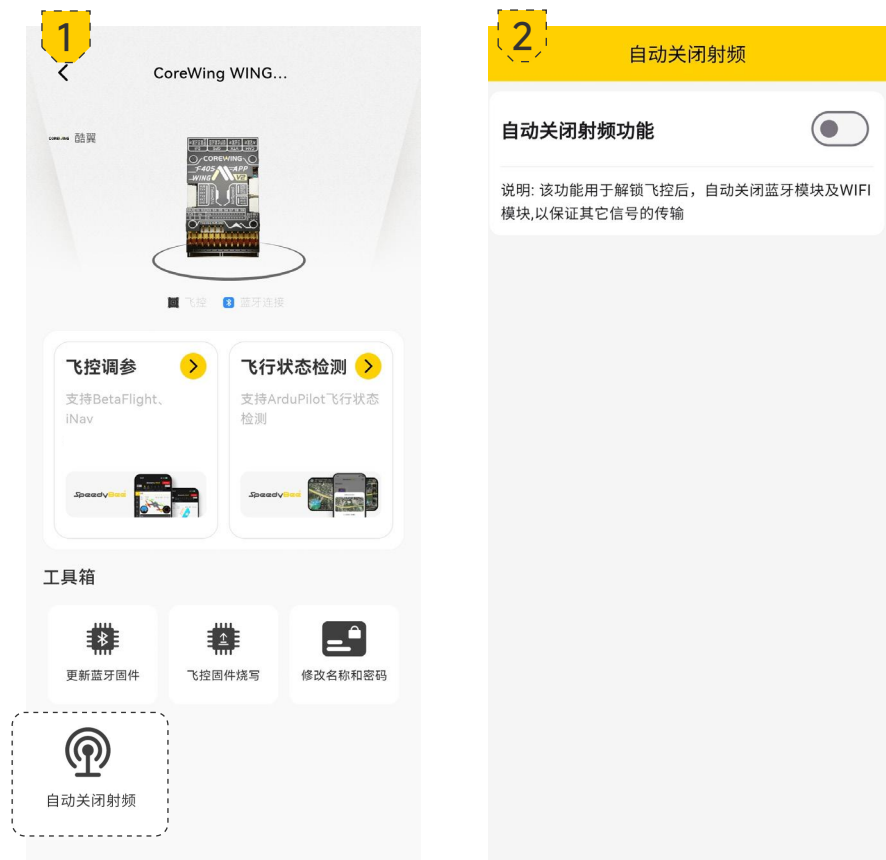 1
CoreWing WING...
酷翼
COREWING
F405
APP
WING
V2
飞控
蓝牙连接
飞控调参
支持BetaFlight、
iNav
SpeedyBee
飞行状态检测
支持ArduPilot飞行状态
检测
SpeedyBee
工具箱
更新蓝牙固件
飞控固件烧写
修改名称和密码
自动关闭射频
2
自动关闭射频
自动关闭射频功能
说明: 该功能用于解锁飞控后，自动关闭蓝牙模块及WIFI
模块,以保证其它信号的传输